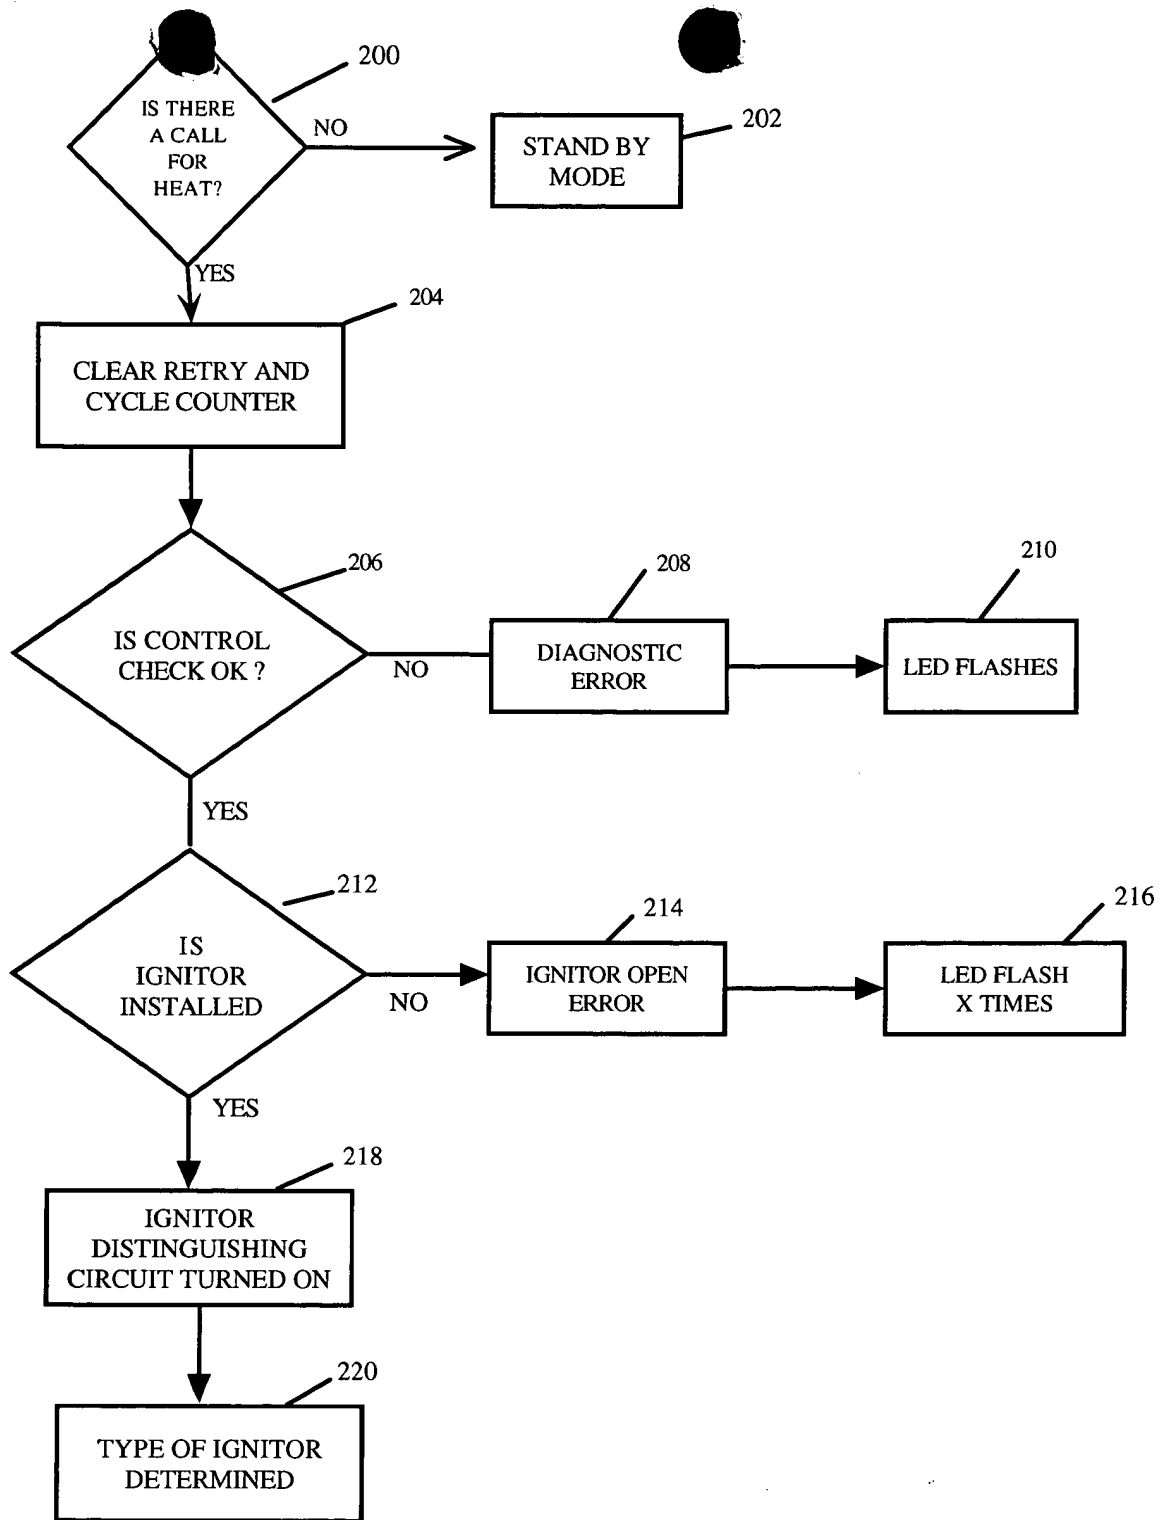 200
IS THERE
A CALL
FOR
HEAT?
NO
202
STAND BY
MODE
YES
204
CLEAR RETRY AND
CYCLE COUNTER
206
IS CONTROL
CHECK OK ?
NO
208
DIAGNOSTIC
ERROR
210
LED FLASHES
YES
212
IS
IGNITOR
INSTALLED
NO
214
IGNITOR OPEN
ERROR
216
LED FLASH
X TIMES
YES
218
IGNITOR
DISTINGUISHING
CIRCUIT TURNED ON
220
TYPE OF IGNITOR
DETERMINED